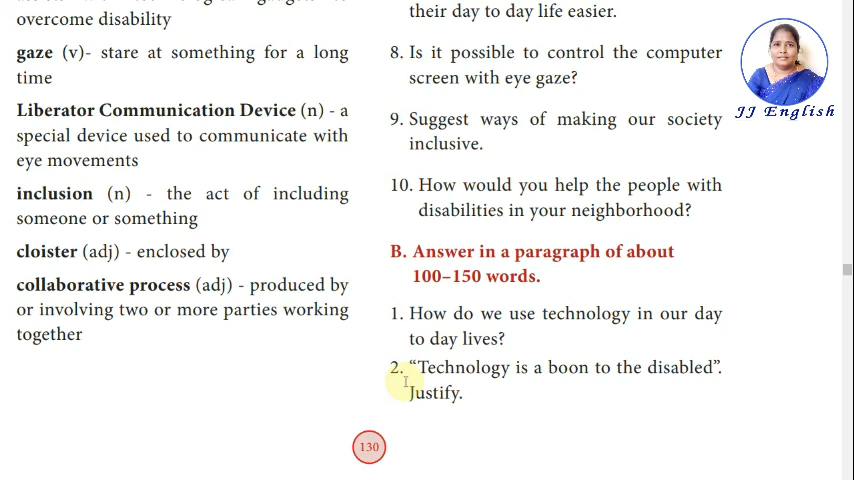 overcome disability
gaze (v)- stare at something for a long
time
Liberator Communication Device (n) - a
special device used to communicate with
eye movements
inclusion (n) - the act of including
someone or something
cloister (adj) - enclosed by
collaborative process (adj) - produced by
or involving two or more parties working
together
their day to day life easier.
8. Is it possible to control the computer
screen with eye gaze?
9. Suggest ways of making our society
inclusive.
10. How would you help the people with
disabilities in your neighborhood?
B. Answer in a paragraph of about
100–150 words.
1. How do we use technology in our day
to day lives?
2. “Technology is a boon to the disabled”.
Justify.
130
JJ English